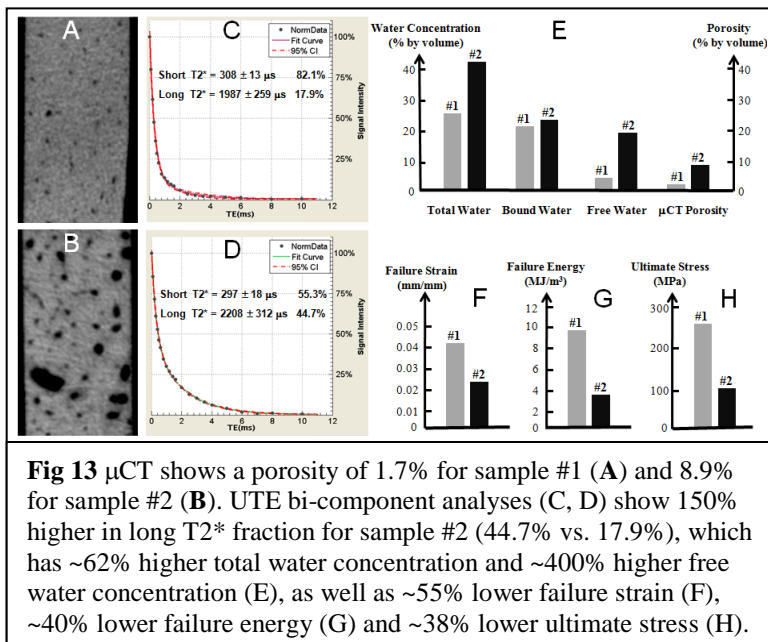 A
C
NormData
Fit Curve
95% CI
100%
75%
50%
25%
Signal Intensity
Short T2* = 308 ± 13 μs 82.1%
Long T2* = 1987 ± 259 μs 17.9%
0 2 4 6 8 10
TE(ms)
B
D
NormData
Fit Curve
95% CI
100%
75%
50%
25%
Signal Intensity
Short T2* = 297 ± 18 μs 55.3%
Long T2* = 2208 ± 312 μs 44.7%
0 2 4 6 8 10
TE(ms)
Water Concentration
(% by volume)
E
Porosity
(% by volume)
40
30
20
10
0
#1 #2
#1 #2
#1 #2
#1 #2
40
30
20
10
0
Total Water Bound Water Free Water μCT Porosity
Failure Strain
(mm/mm)
F
0.05
0.04
0.03
0.02
0.01
0
#1
#2
Failure Energy
(MJ/m³)
G
12
10
8
6
4
2
0
#1
#2
Ultimate Stress
(MPa)
H
300
200
100
0
#1
#2
Fig 13 μCT shows a porosity of 1.7% for sample #1 (A) and 8.9%
for sample #2 (B). UTE bi-component analyses (C, D) show 150%
higher in long T2* fraction for sample #2 (44.7% vs. 17.9%), which
has ~62% higher total water concentration and ~400% higher free
water concentration (E), as well as ~55% lower failure strain (F),
~40% lower failure energy (G) and ~38% lower ultimate stress (H).